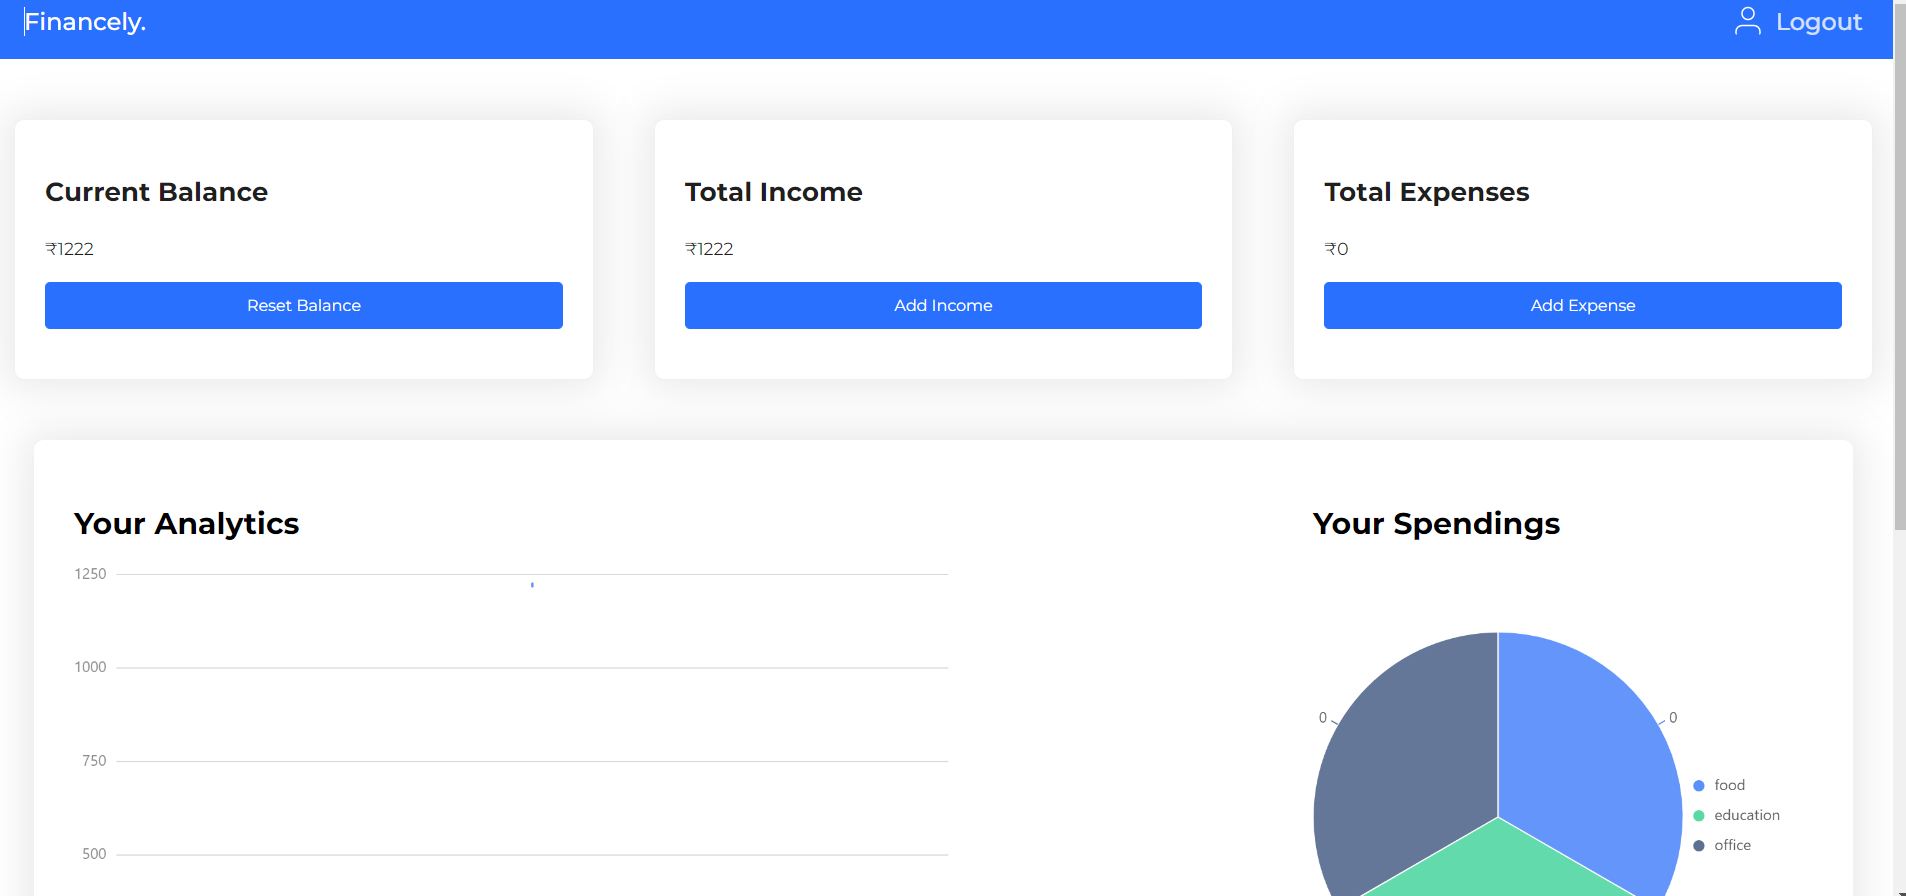 Financely.
Logout
Current Balance
₹1222
Reset Balance
Total Income
₹1222
Add Income
Total Expenses
₹0
Add Expense
Your Analytics
1250
1000
750
500
Your Spendings
0
0
food
education
office